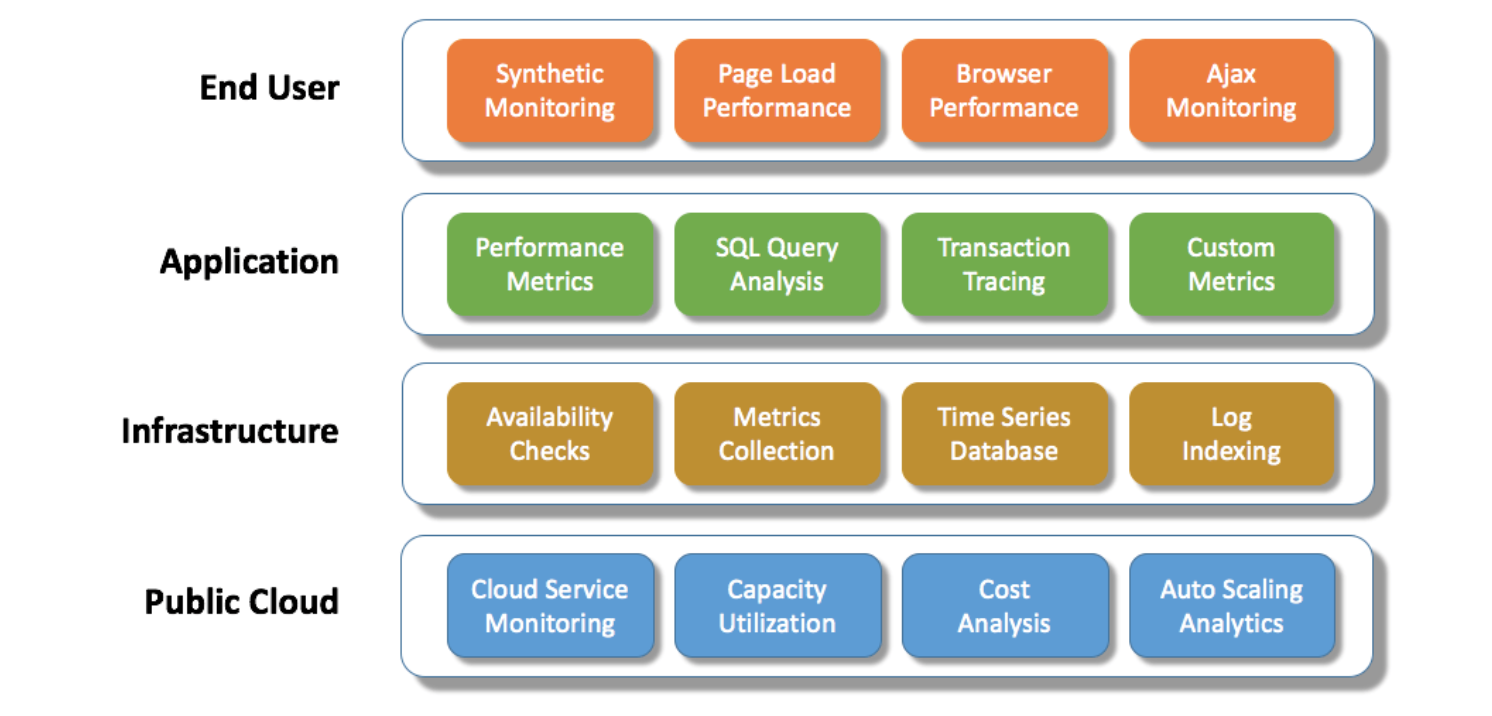 End User
Synthetic
Monitoring
Page Load
Performance
Browser
Performance
Ajax
Monitoring
Application
Performance
Metrics
SQL Query
Analysis
Transaction
Tracing
Custom
Metrics
Infrastructure
Availability
Checks
Metrics
Collection
Time Series
Database
Log
Indexing
Public Cloud
Cloud Service
Monitoring
Capacity
Utilization
Cost
Analysis
Auto Scaling
Analytics